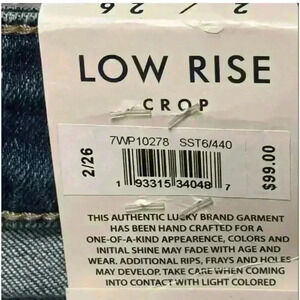 2 / 26
LOW RISE
CROP
7WP10278 SST6/440
2/26
$99.00
1 93315 34048 7
THIS AUTHENTIC LUCKY BRAND GARMENT
HAS BEEN HAND CRAFTED FOR A
ONE-OF-A-KIND APPEARENCE, COLORS AND
INITIAL SHINE MAY FADE WITH AGE AND
WEAR. ADDITIONAL RIPS, FRAYS AND HOLES
MAY DEVELOP. TAKE CARE WHEN COMING
INTO CONTACT WITH LIGHT COLORED